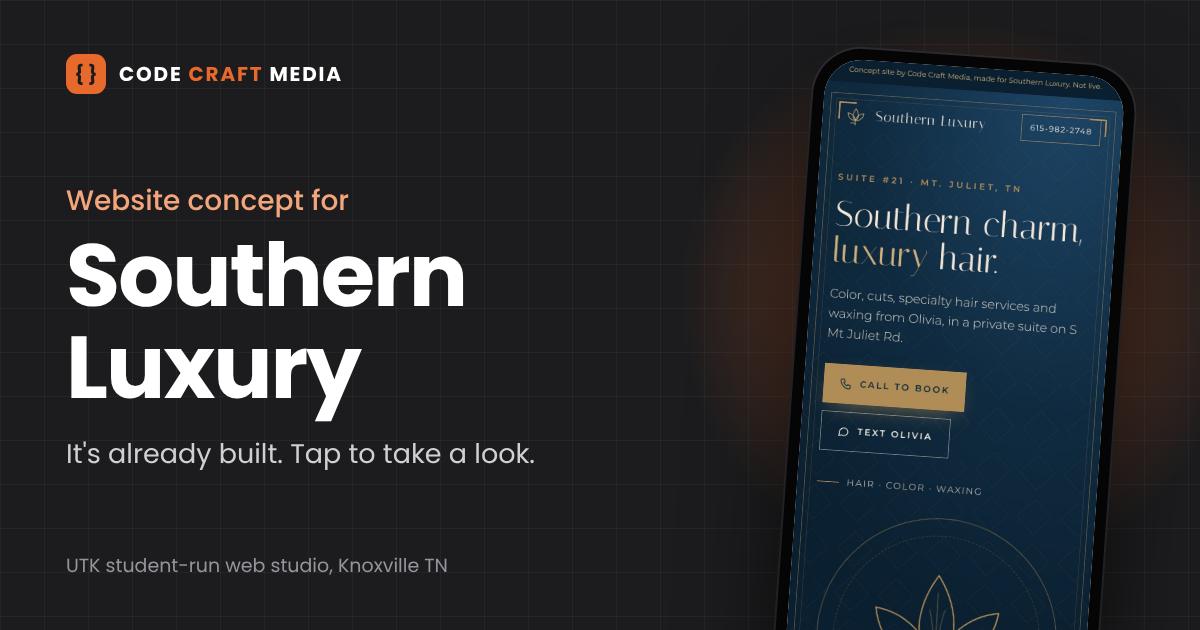 { } CODE CRAFT MEDIA
Website concept for
Southern
Luxury
It's already built. Tap to take a look.
UTK student-run web studio, Knoxville TN
Concept site by Code Craft Media, made for Southern Luxury. Not live.
Southern Luxury
615-982-2748
SUITE #21 · MT. JULIET, TN
Southern charm,
luxury hair.
Color, cuts, specialty hair services and
waxing from Olivia, in a private suite on S
Mt Juliet Rd.
CALL TO BOOK
TEXT OLIVIA
HAIR · COLOR · WAXING